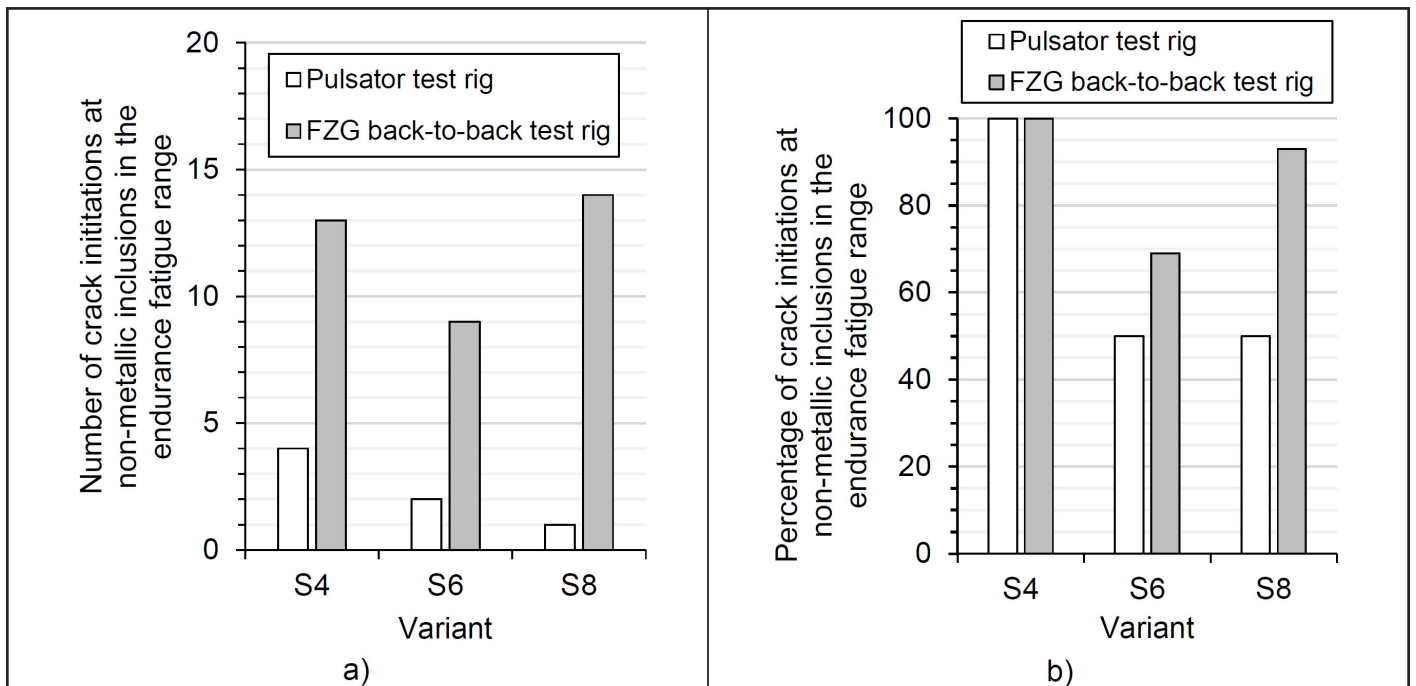 Number of crack inititations at
non-metallic inclusions in the
endurance fatigue range
20
15
10
5
0
Pulsator test rig
FZG back-to-back test rig
S4 S6 S8
Variant
a)
Percentage of crack initiations at
non-metallic inclusions in the
endurance fatigue range
Pulsator test rig
FZG back-to-back test rig
100
80
60
40
20
0
S4 S6 S8
Variant
b)